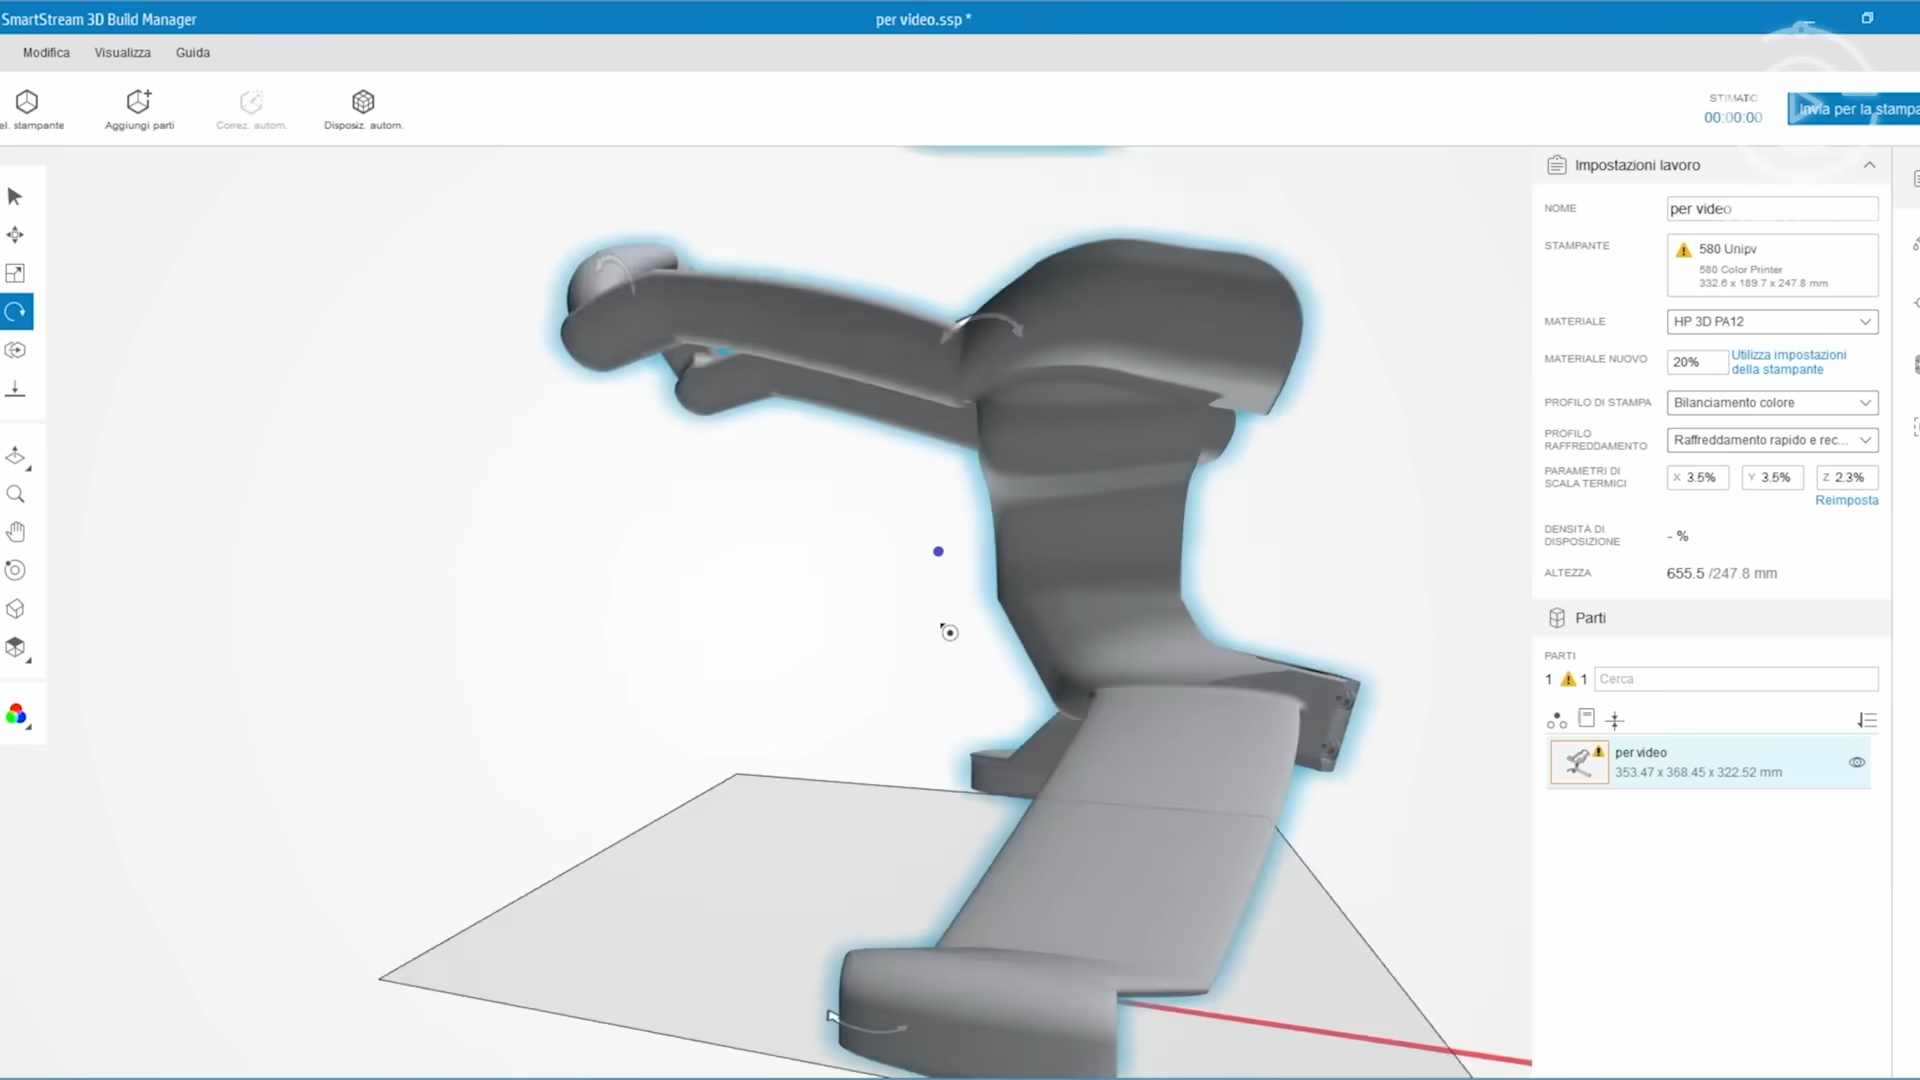 SmartStream 3D Build Manager
per video.ssp *
Modifica Visualizza Guida
el. stampante
Aggiungi parti
Correz. autom.
Disposiz. autom.
STIMATO
00:00:00
Invia per la stampa
Impostazioni lavoro
NOME
per video
STAMPANTE
580 Unipv
580 Color Printer
332.6 x 189.7 x 247.8 mm
MATERIALE
HP 3D PA12
MATERIALE NUOVO
20%
Utilizza impostazioni
della stampante
PROFILO DI STAMPA
Bilanciamento colore
PROFILO
RAFFREDDAMENTO
Raffreddamento rapido e rec...
PARAMETRI DI
SCALA TERMICI
X 3.5% Y 3.5% Z 2.3%
Reimposta
DENSITÀ DI
DISPOSIZIONE
- %
ALTEZZA
655.5 /247.8 mm
Parti
PARTI
1 1 Cerca
per video
353.47 x 368.45 x 322.52 mm